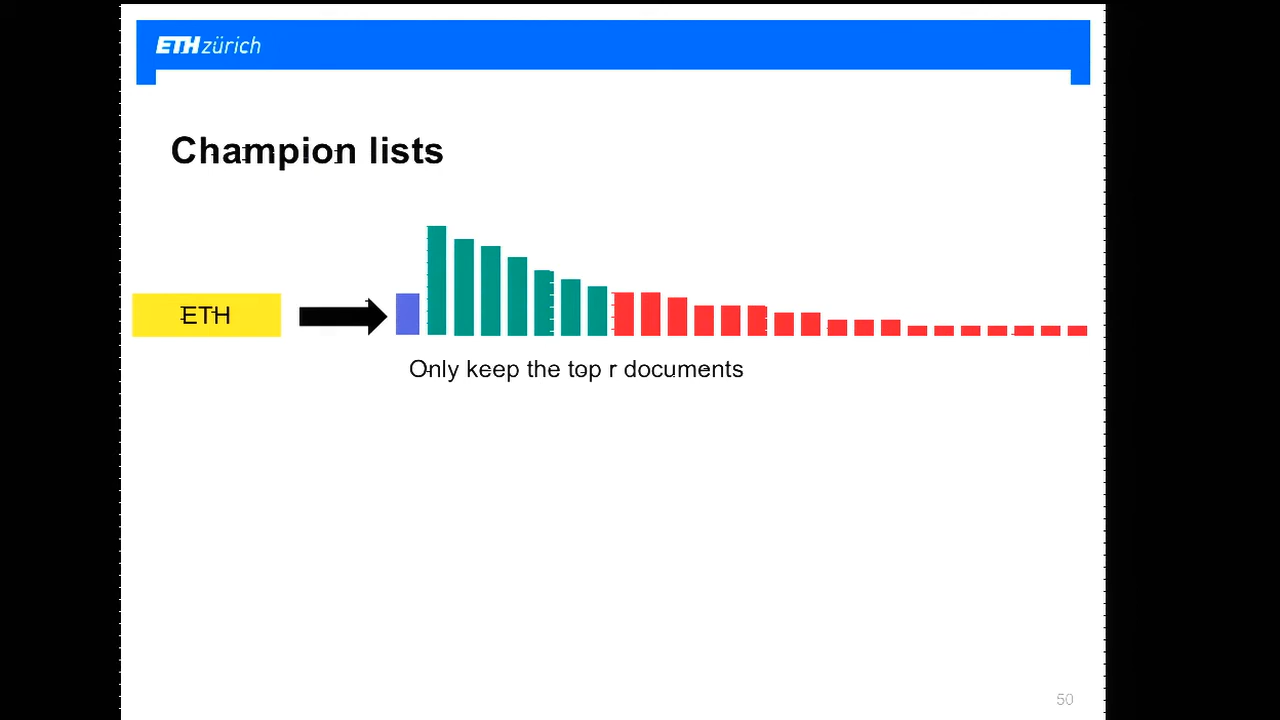 ETH zürich
Champion lists
ETH
Only keep the top r documents
50